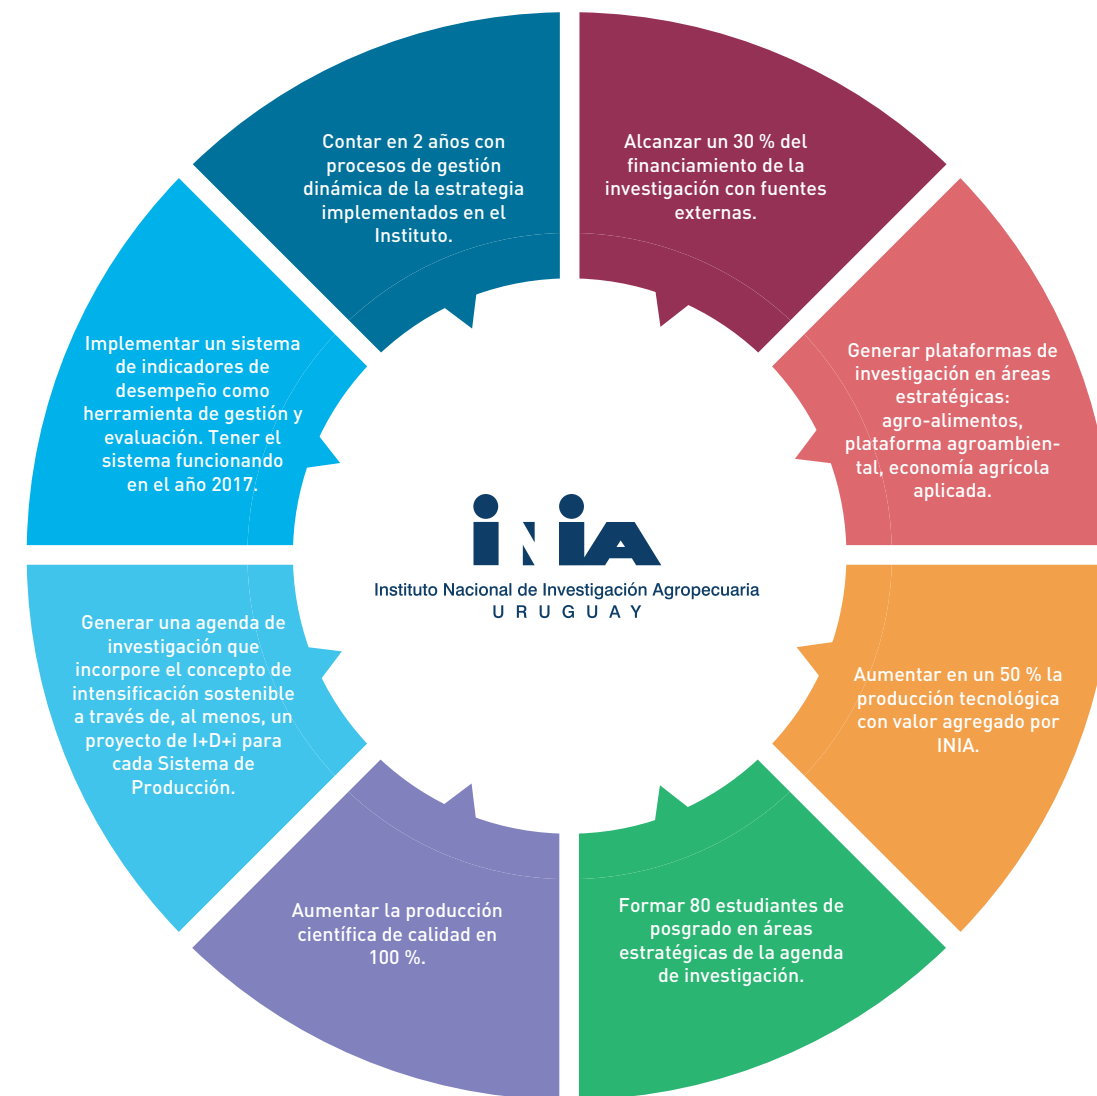 Contar en 2 años con
procesos de gestión
dinámica de la estrategia
implementados en el
Instituto.
Alcanzar un 30 % del
financiamiento de la
investigación con fuentes
externas.
Implementar un sistema
de indicadores de
desempeño como
herramienta de gestión y
evaluación. Tener el
sistema funcionando
en el año 2017.
Generar plataformas de
investigación en áreas
estratégicas:
agro-alimentos,
plataforma agroambien-
tal, economía agrícola
aplicada.
INIA
Instituto Nacional de Investigación Agropecuaria
URUGUAY
Generar una agenda de
investigación que
incorpore el concepto de
intensificación sostenible
a través de, al menos, un
proyecto de I+D+i para
cada Sistema de
Producción.
Aumentar en un 50 % la
producción tecnológica
con valor agregado por
INIA.
Aumentar la producción
científica de calidad en
100 %.
Formar 80 estudiantes de
posgrado en áreas
estratégicas de la agenda
de investigación.